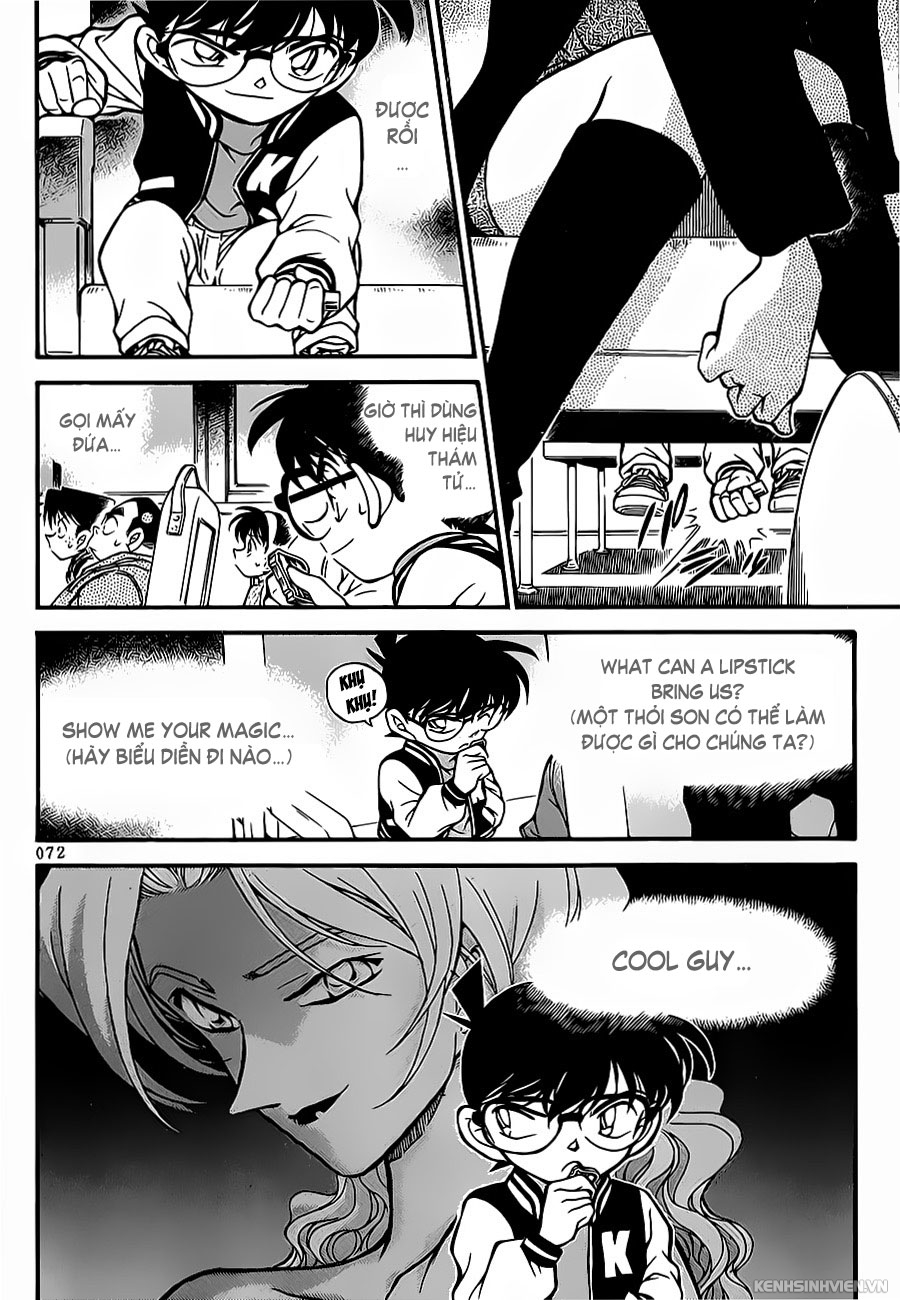 ĐƯỢC
RỒI
...
K
GỌI MẤY
ĐỨA...
GIỜ THÌ DÙNG
HUY HIỆU
THÁM
TỬ...
SHOW ME YOUR MAGIC...
(HÀY BIỂU DIỄN ĐI NÀO...)
KHỤ
KHỤ!
WHAT CAN A LIPSTICK
BRING US?
(MỘT THỎI SON CÓ THỂ LÀM
ĐƯỢC GÌ CHO CHÚNG TA?)
072
COOL GUY...
K
KENHSINHVIEN.VN